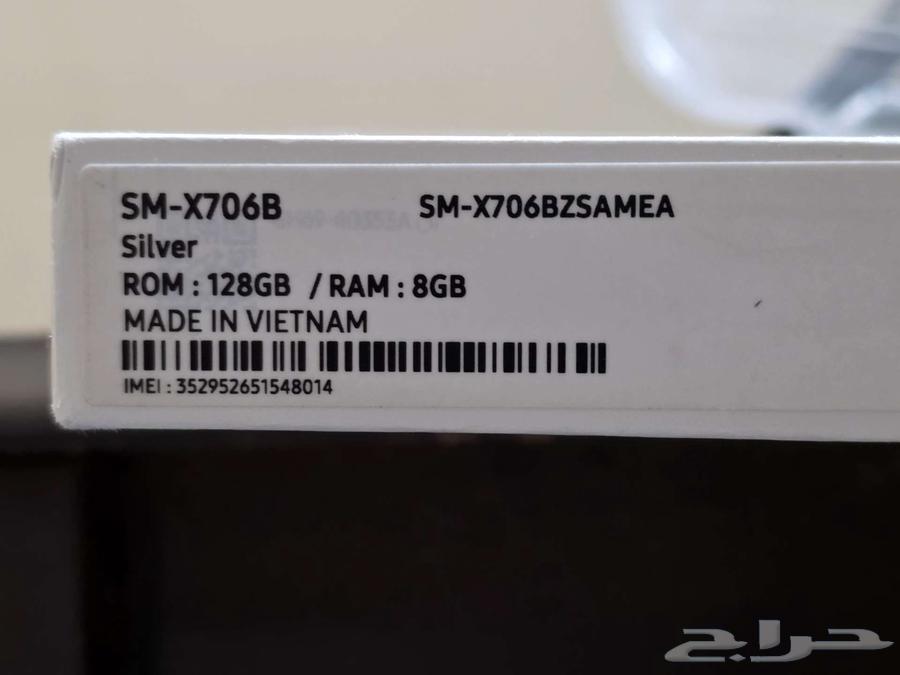 SM-X706B SM-X706BZSAMEA
Silver
ROM : 128GB / RAM : 8GB
MADE IN VIETNAM
IMEI : 352952651548014
حراج